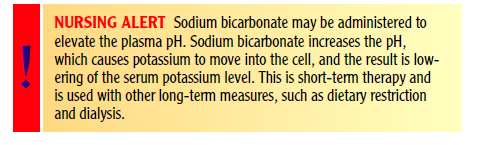 NURSING ALERT Sodium bicarbonate may be administered to
elevate the plasma pH. Sodium bicarbonate increases the pH,
which causes potassium to move into the cell, and the result is low-
ering of the serum potassium level. This is short-term therapy and
is used with other long-term measures, such as dietary restriction
and dialysis.
!